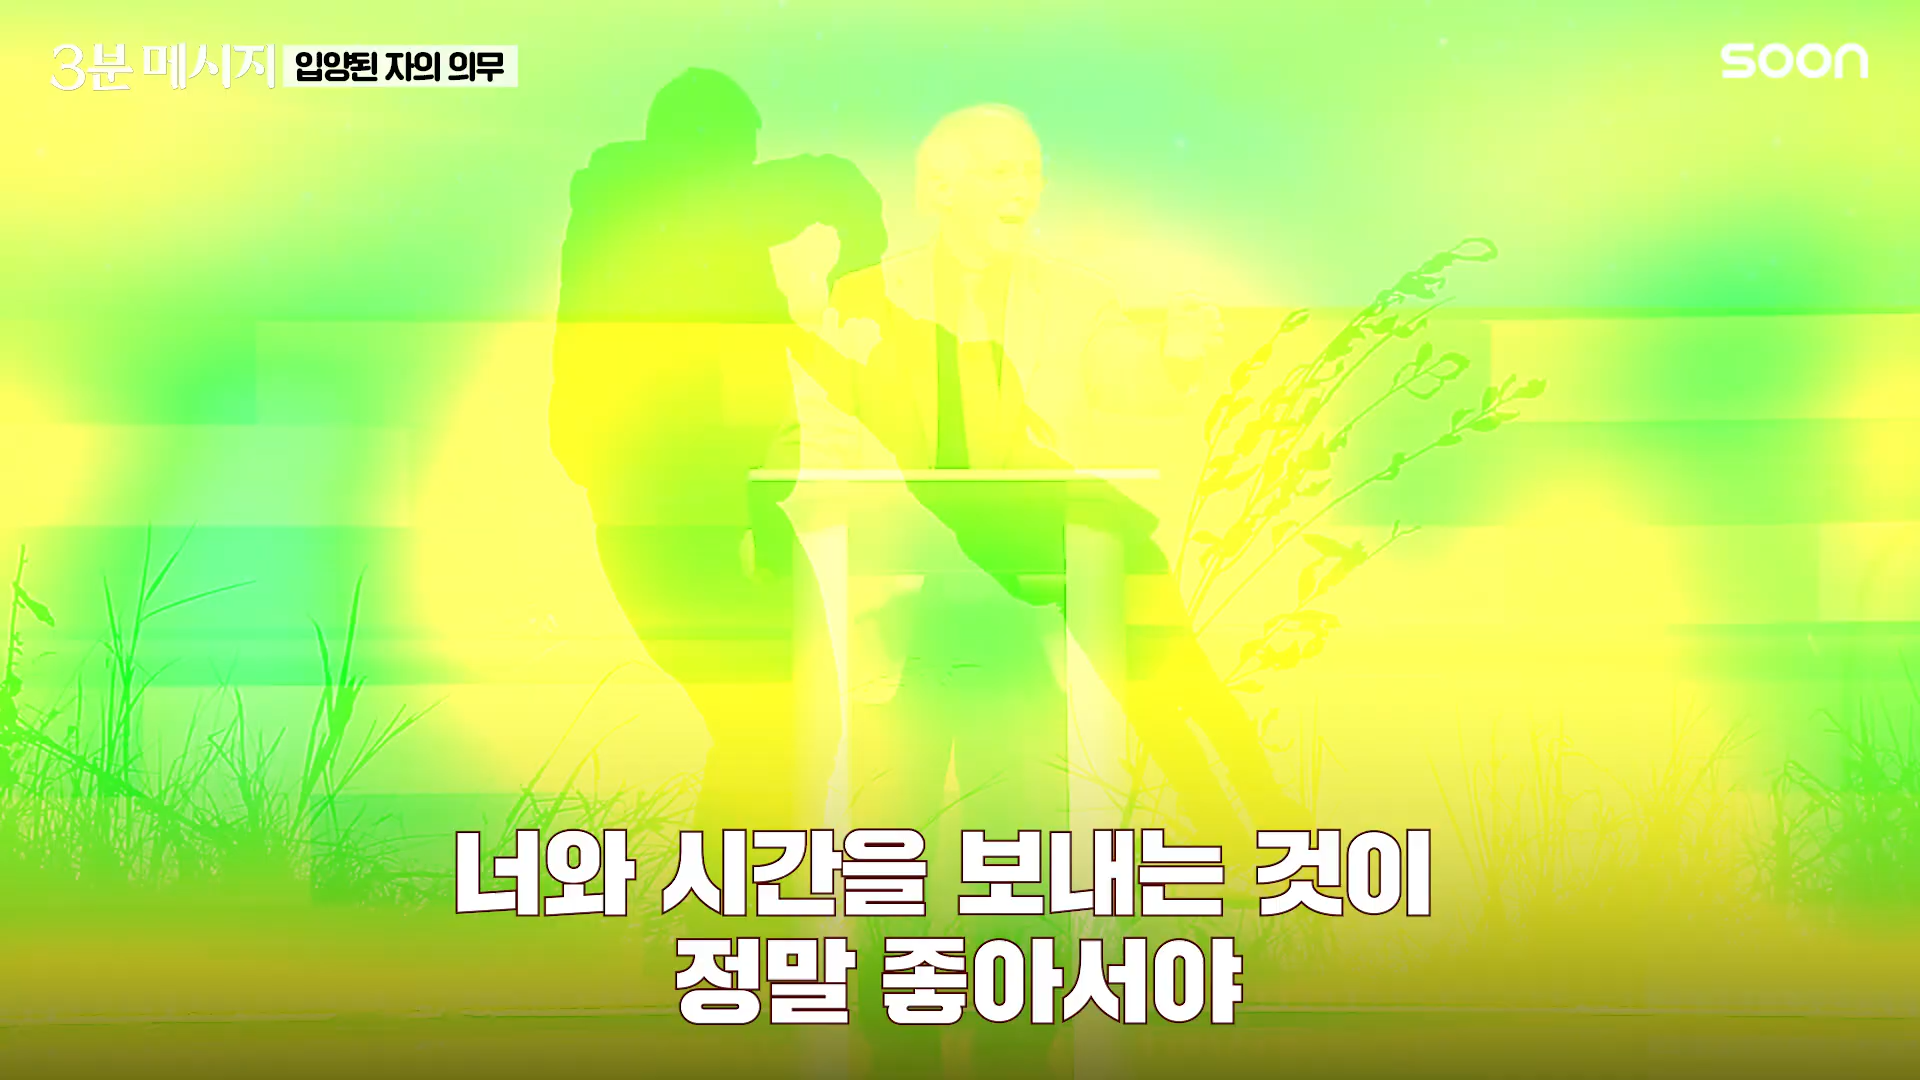 3분 메시지 입양된 자의 의무
soon
너와 시간을 보내는 것이
정말 좋아서야